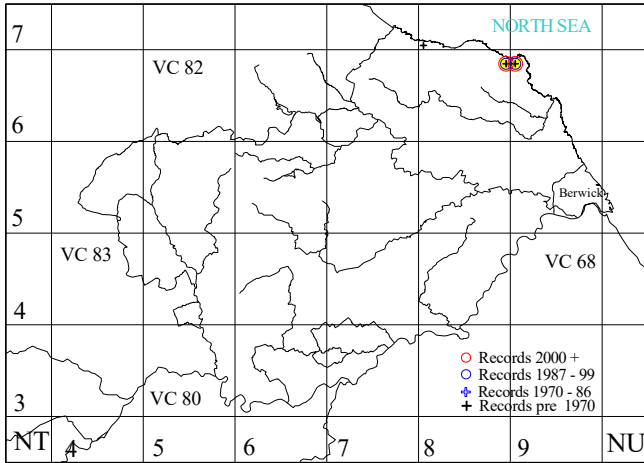 7
NORTH SEA
VC 82
6
Berwick
5
VC 83
VC 68
4
Records 2000 +
Records 1987 - 99
Records 1970 - 86
Records pre 1970
VC 80
3
NT 4 5 6 7 8 9 NU